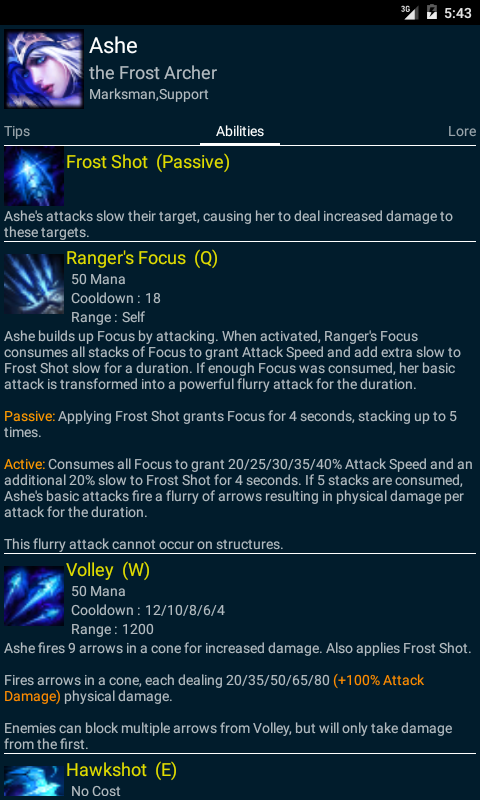 3G 5:43
Ashe
the Frost Archer
Marksman,Support
Tips Abilities Lore
Frost Shot (Passive)
Ashe's attacks slow their target, causing her to deal increased damage to
these targets.
Ranger's Focus (Q)
50 Mana
Cooldown : 18
Range : Self
Ashe builds up Focus by attacking. When activated, Ranger's Focus
consumes all stacks of Focus to grant Attack Speed and add extra slow to
Frost Shot slow for a duration. If enough Focus was consumed, her basic
attack is transformed into a powerful flurry attack for the duration.
Passive: Applying Frost Shot grants Focus for 4 seconds, stacking up to 5
times.
Active: Consumes all Focus to grant 20/25/30/35/40% Attack Speed and an
additional 20% slow to Frost Shot for 4 seconds. If 5 stacks are consumed,
Ashe's basic attacks fire a flurry of arrows resulting in physical damage per
attack for the duration.
This flurry attack cannot occur on structures.
Volley (W)
50 Mana
Cooldown : 12/10/8/6/4
Range : 1200
Ashe fires 9 arrows in a cone for increased damage. Also applies Frost Shot.
Fires arrows in a cone, each dealing 20/35/50/65/80 (+100% Attack
Damage) physical damage.
Enemies can block multiple arrows from Volley, but will only take damage
from the first.
Hawkshot (E)
No Cost